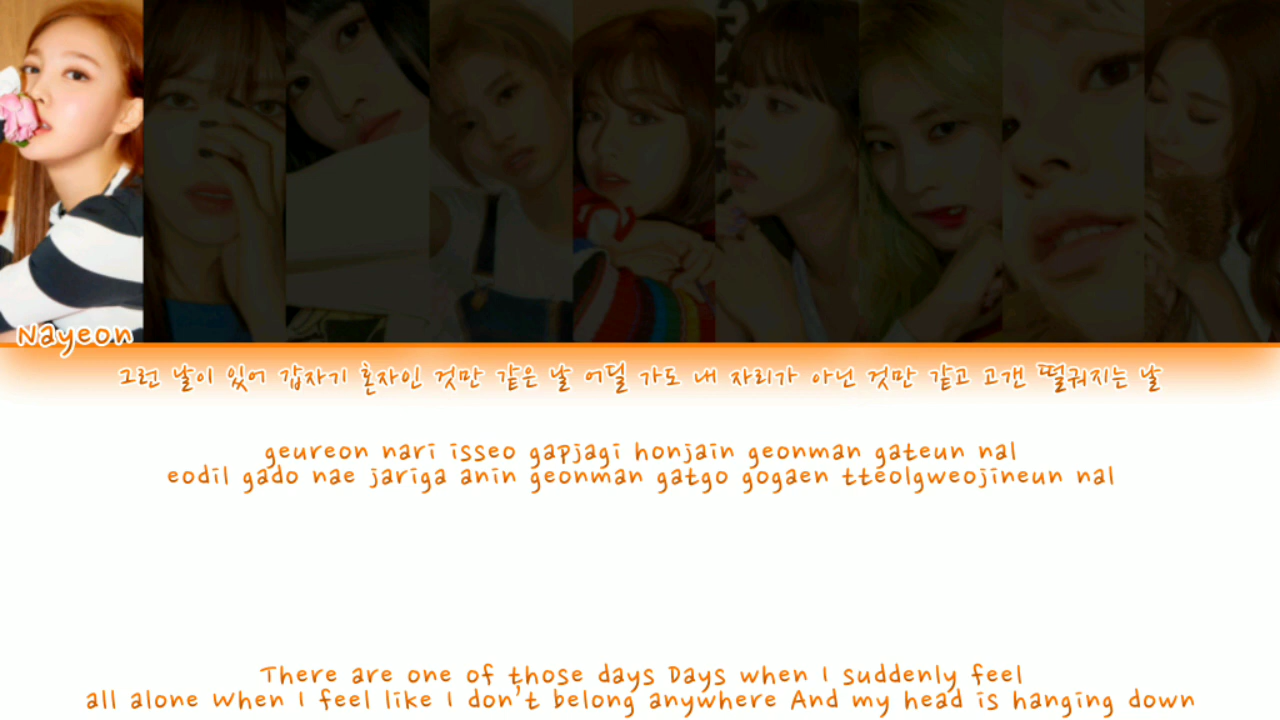 Nayeon
그런 날이 있어 갑자기 혼자인 것만 같은 날 어딜 가도 내 자리가 아닌 것만 같고 고갠 떨궈지는 날
geureon nari isseo gapjagi honjain geonman gateun nal
eodil gado nae jariga anin geonman gatgo gogaen tteolgweojineun nal
There are one of those days Days when I suddenly feel
all alone When I feel like I don't belong anywhere And my head is hanging down